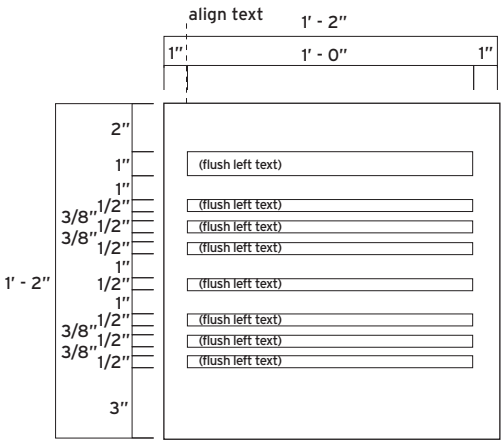 align text
1' - 2"
1" 1' - 0" 1"
2"
1" (flush left text)
1"
1/2" (flush left text)
3/8"
1/2" (flush left text)
3/8"
1/2" (flush left text)
1"
1' - 2" 1/2" (flush left text)
1"
1/2" (flush left text)
3/8"
1/2" (flush left text)
3/8"
1/2" (flush left text)
3"